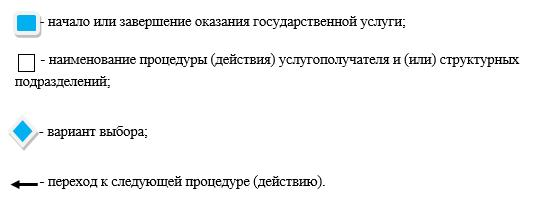 - начало или завершение оказания государственной услуги;
- наименование процедуры (действия) услугополучателя и (или) структурных
подразделений;
- вариант выбора;
- переход к следующей процедуре (действию).